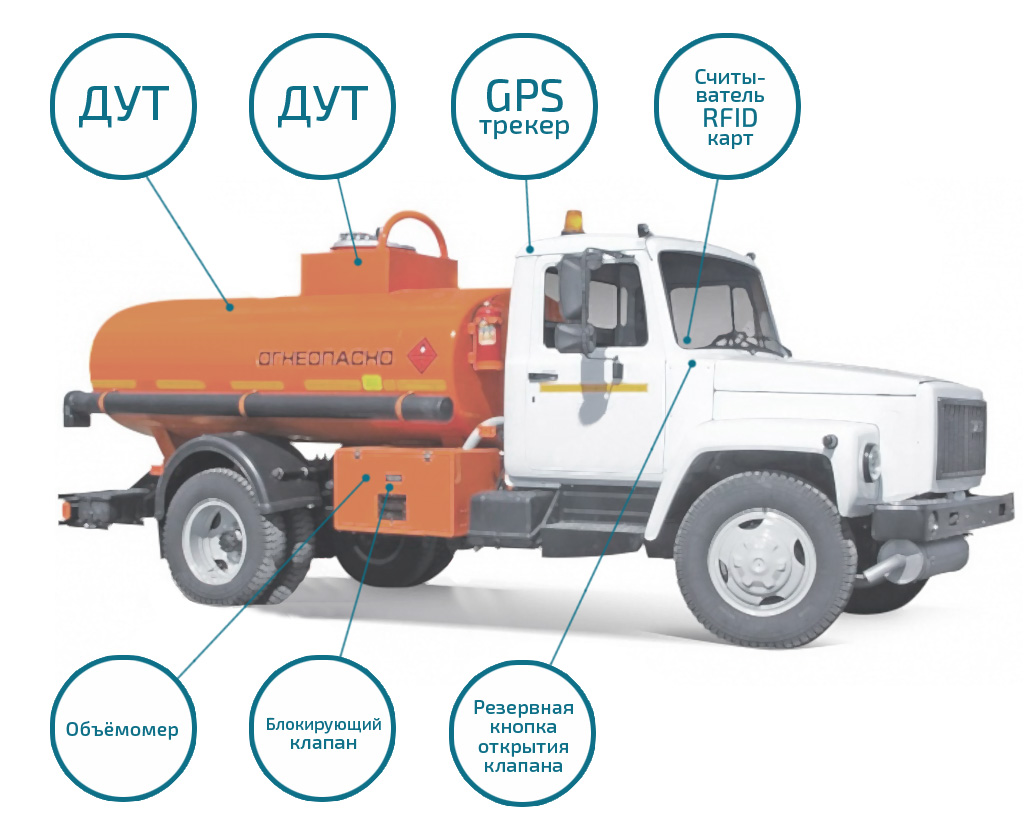 ДУТ
ДУТ
GPS
трекер
Считы-
ватель
RFID
карт
ОГНЕОПАСНО
Объёмомер
Блокирующий
клапан
Резервная
кнопка
открытия
клапана